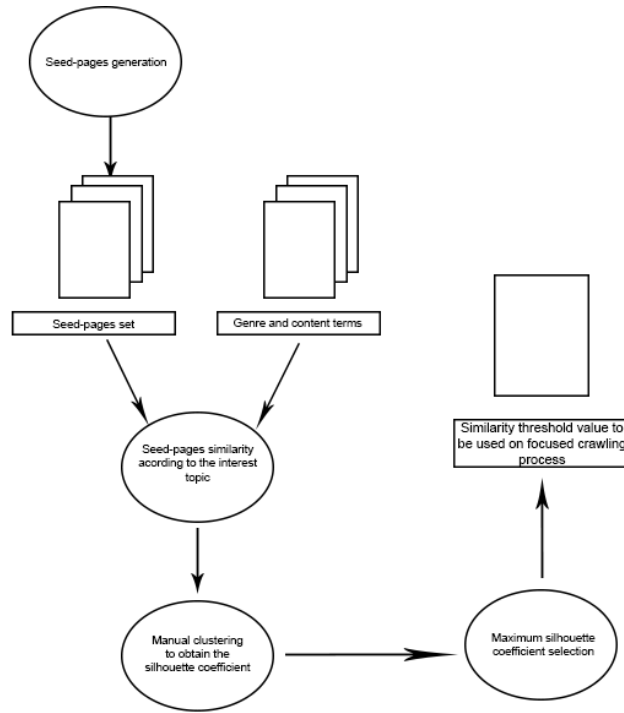 Seed-pages generation
Seed-pages set
Genre and content terms
Seed-pages similarity
acording to the interest
topic
Similarity threshold value to
be used on focused crawling
process
Manual clustering
to obtain the
silhouette coefficient
Maximum silhouette
coefficient selection